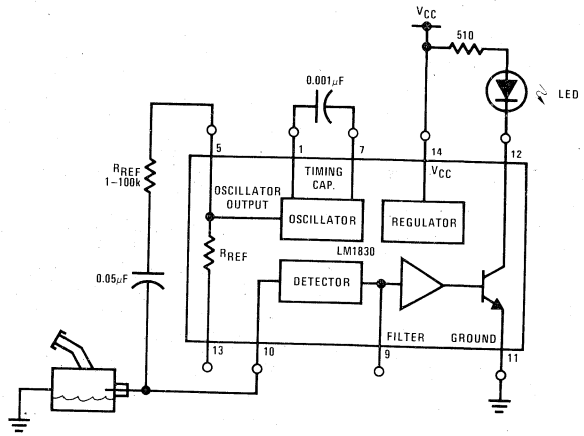 VCC
510
0.001µF
LED
5
1
7
14
12
RREF
1–100k
TIMING
CAP.
VCC
OSCILLATOR
OUTPUT
OSCILLATOR
REGULATOR
RREF
LM1830
0.05µF
DETECTOR
FILTER
GROUND
13
10
9
11